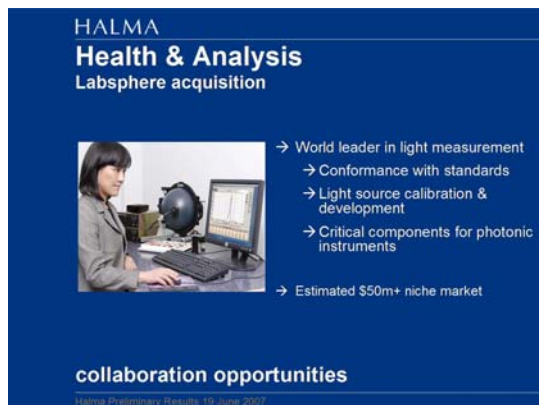 HALMA
Health & Analysis
Labsphere acquisition
→ World leader in light measurement
→ Conformance with standards
→ Light source calibration &
development
→ Critical components for photonic
instruments
→ Estimated $50m+ niche market
collaboration opportunities
Halma Preliminary Results 19 June 2007